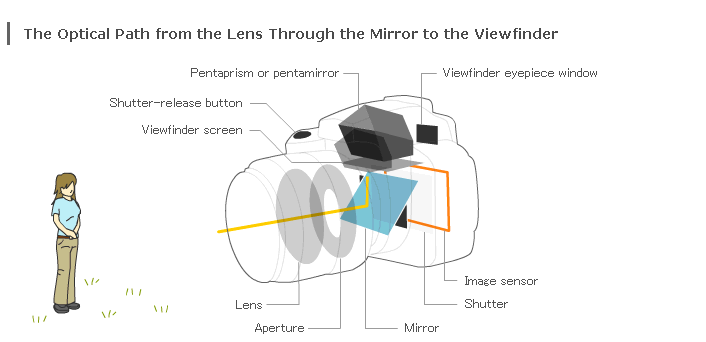 The Optical Path from the Lens Through the Mirror to the Viewfinder
Pentaprism or pentamirror
Viewfinder eyepiece window
Shutter-release button
Viewfinder screen
Image sensor
Lens
Shutter
Aperture
Mirror